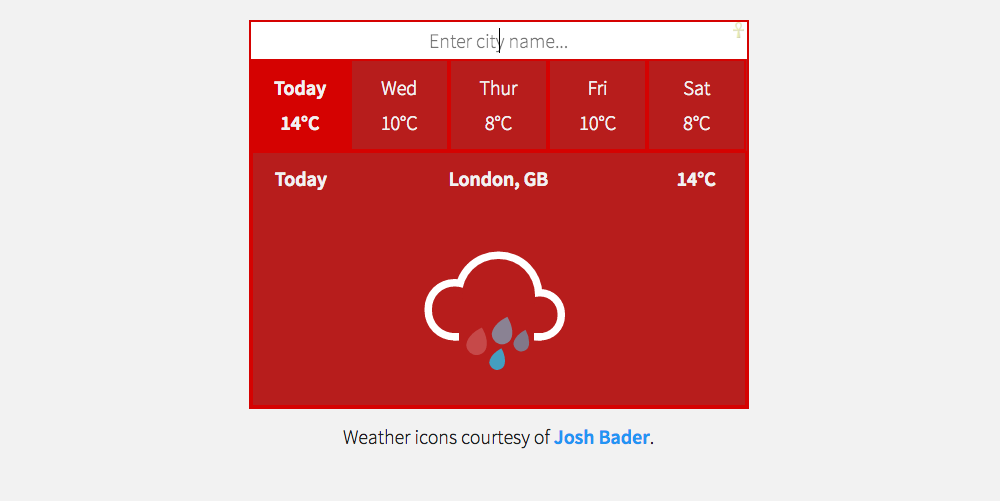 Enter city name...
Today Wed Thur Fri Sat
14°C 10°C 8°C 10°C 8°C
Today London, GB 14°C
Weather icons courtesy of Josh Bader.